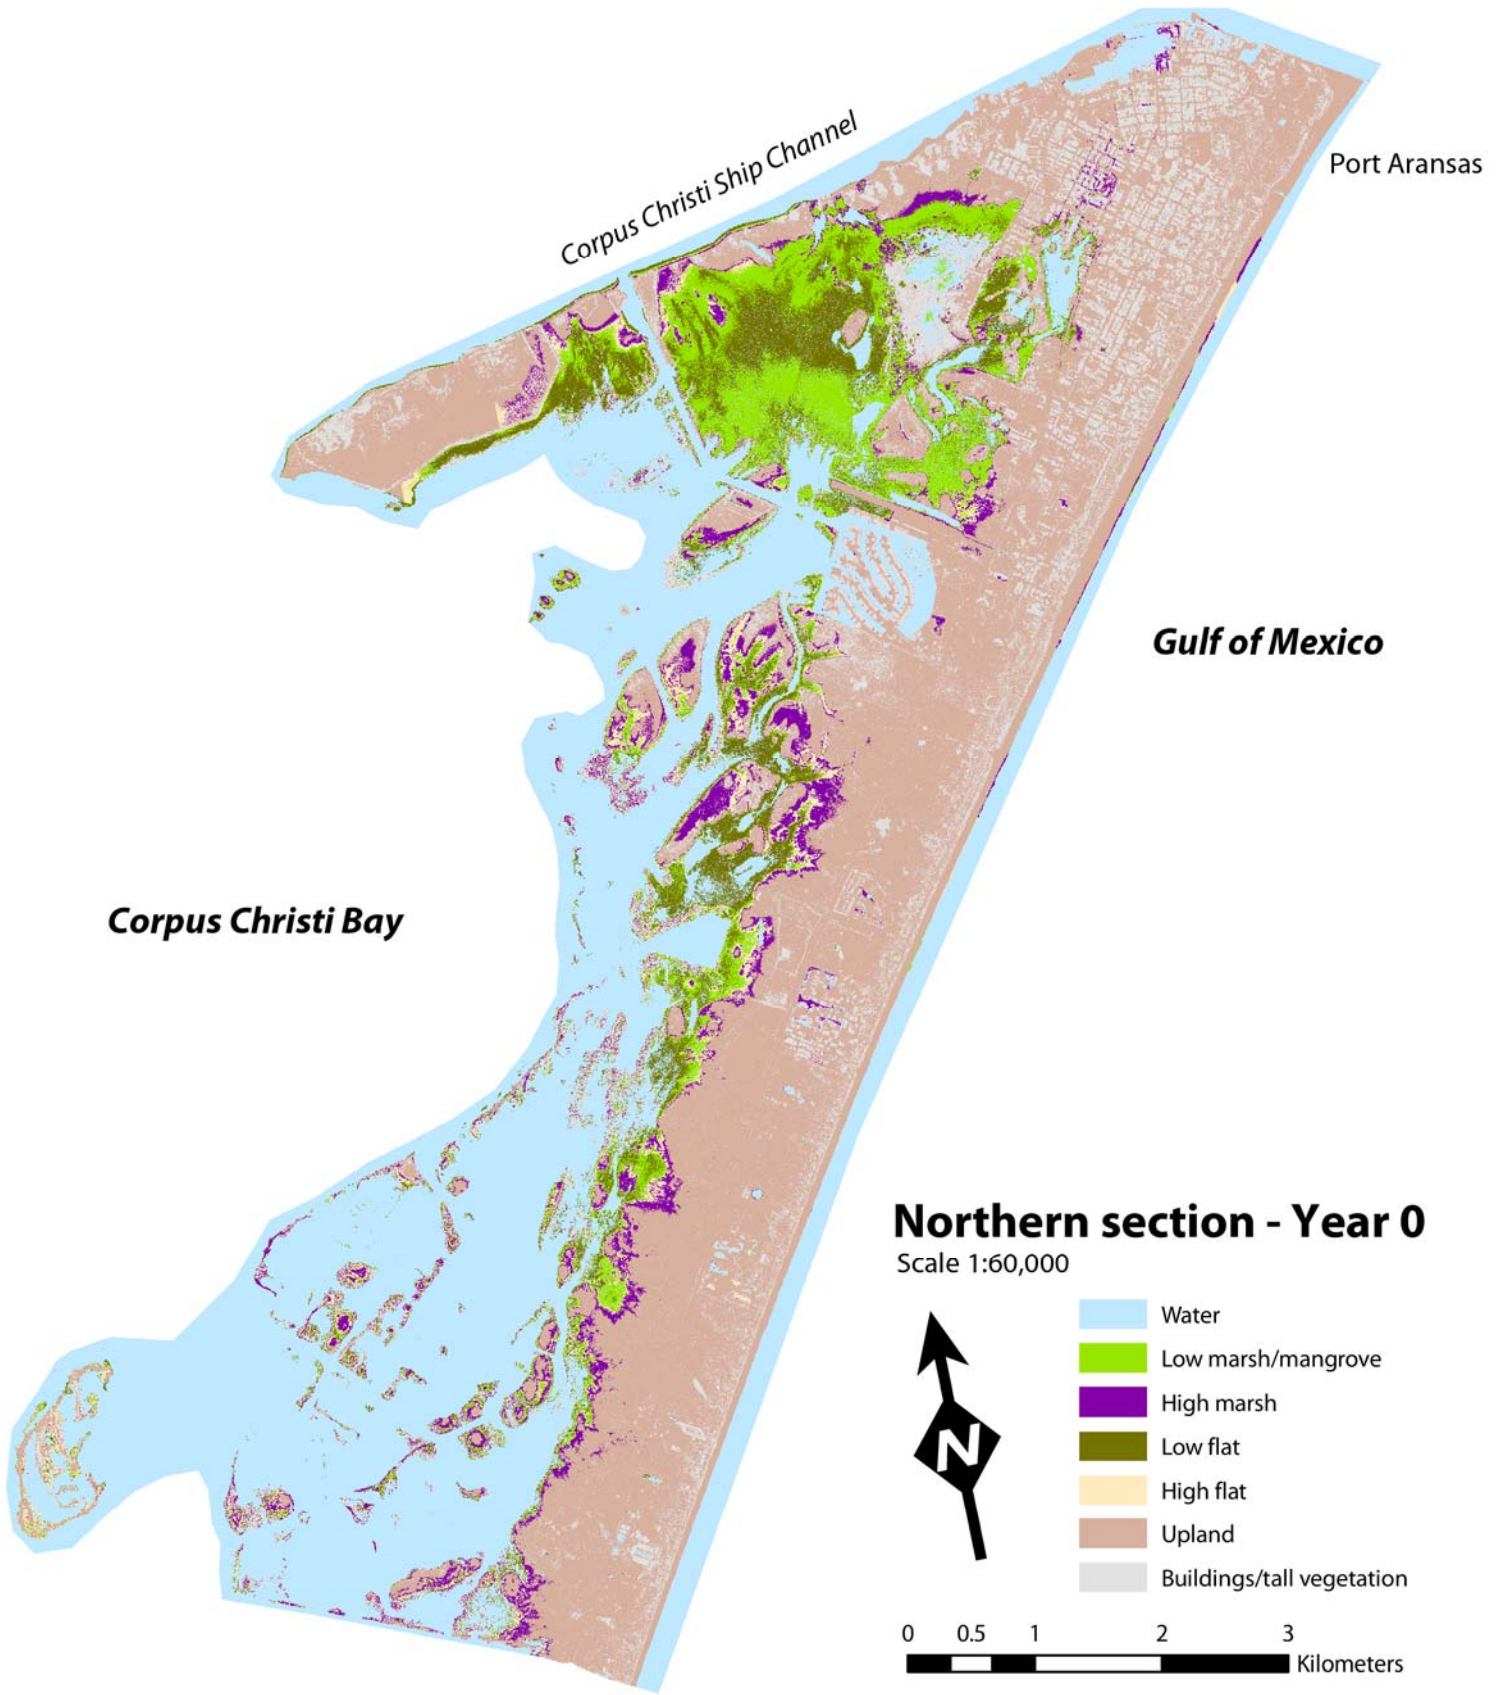 Corpus Christi Ship Channel
Port Aransas
Gulf of Mexico
Corpus Christi Bay
Northern section - Year 0
Scale 1:60,000
N
Water
Low marsh/mangrove
High marsh
Low flat
High flat
Upland
Buildings/tall vegetation
0 0.5 1 2 3
Kilometers